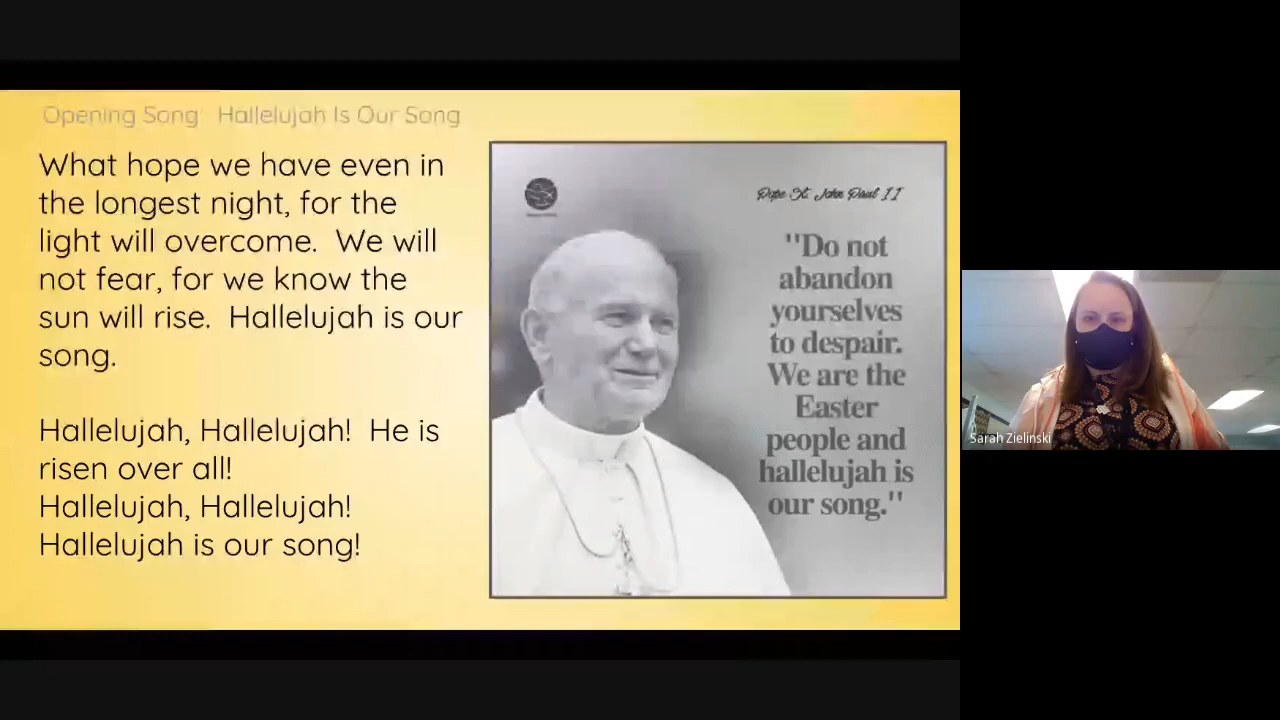 Opening Song: Hallelujah Is Our Song
What hope we have even in
the longest night, for the
light will overcome.  We will
not fear, for we know the
sun will rise.  Hallelujah is our
song.
Hallelujah, Hallelujah!  He is
risen over all!
Hallelujah, Hallelujah!
Hallelujah is our song!
Pope St. John Paul II
"Do not
abandon
yourselves
to despair.
We are the
Easter
people and
hallelujah is
our song."
Sarah Zielinski